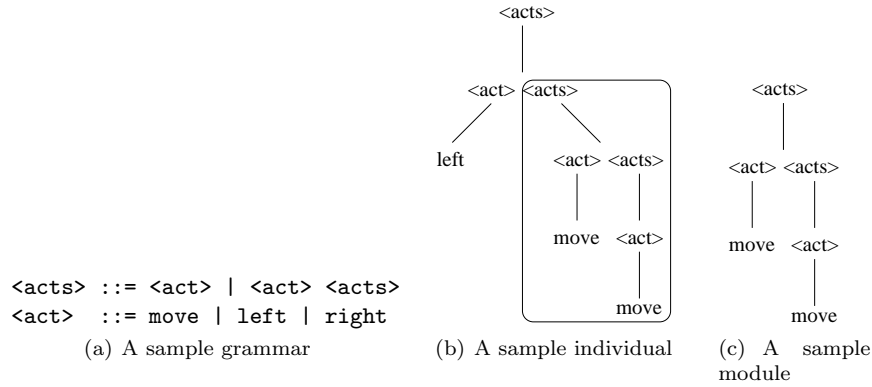 <acts>
<act> <acts>
left
<act> <acts>
move <act>
move
<acts>
<act> <acts>
move <act>
move
<acts> ::= <act> | <act> <acts>
<act> ::= move | left | right
(a) A sample grammar
(b) A sample individual
(c) A sample
module